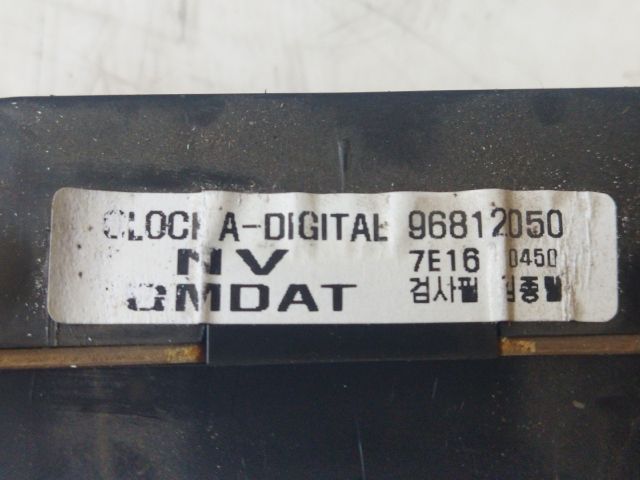 CLOCK A-DIGITAL 96812050
NV 7E16 0450
GMDAT 검사필